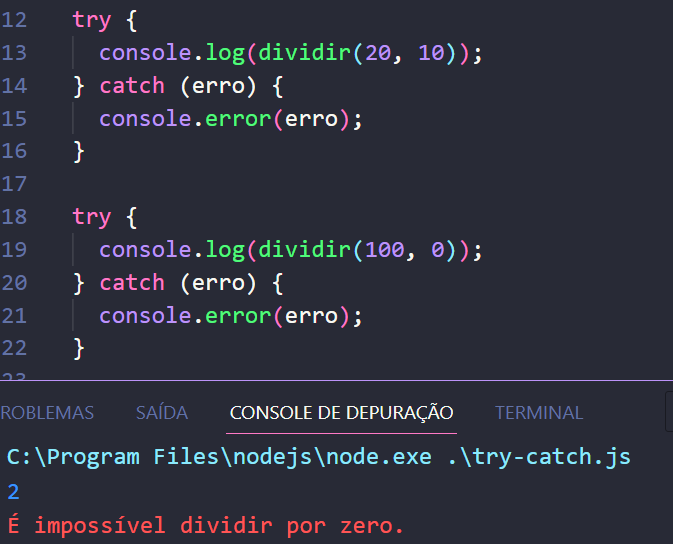 12 try {
13 console.log(dividir(20, 10));
14 } catch (erro) {
15 console.error(erro);
16 }
17
18 try {
19 console.log(dividir(100, 0));
20 } catch (erro) {
21 console.error(erro);
22 }
23
ROBLEMAS SAÍDA CONSOLE DE DEPURAÇÃO TERMINAL
C:\Program Files\nodejs\node.exe .\try-catch.js
2
É impossível dividir por zero.